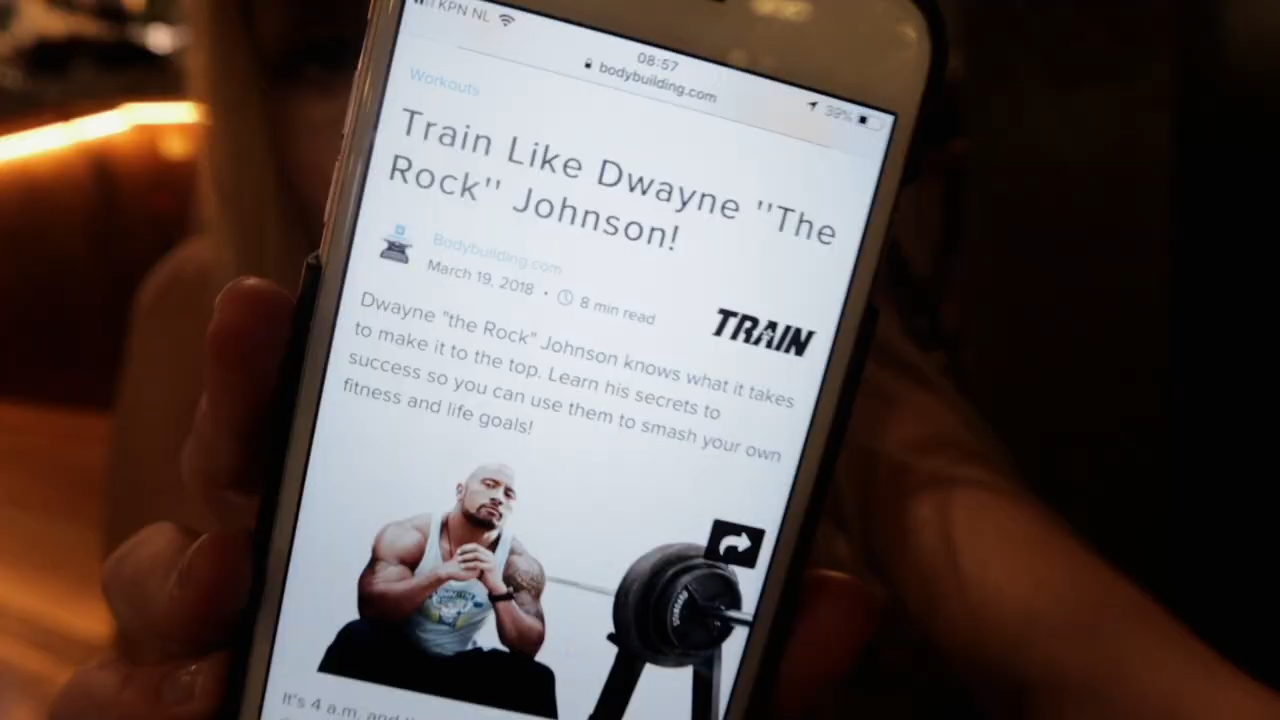 KPN NL
08:57
bodybuilding.com
39%
Workouts
Train Like Dwayne "The
Rock" Johnson!
Bodybuilding.com
March 19, 2018 • 8 min read
TRAIN
Dwayne "the Rock" Johnson knows what it takes
to make it to the top. Learn his secrets to
success so you can use them to smash your own
fitness and life goals!
It's 4 a.m. and